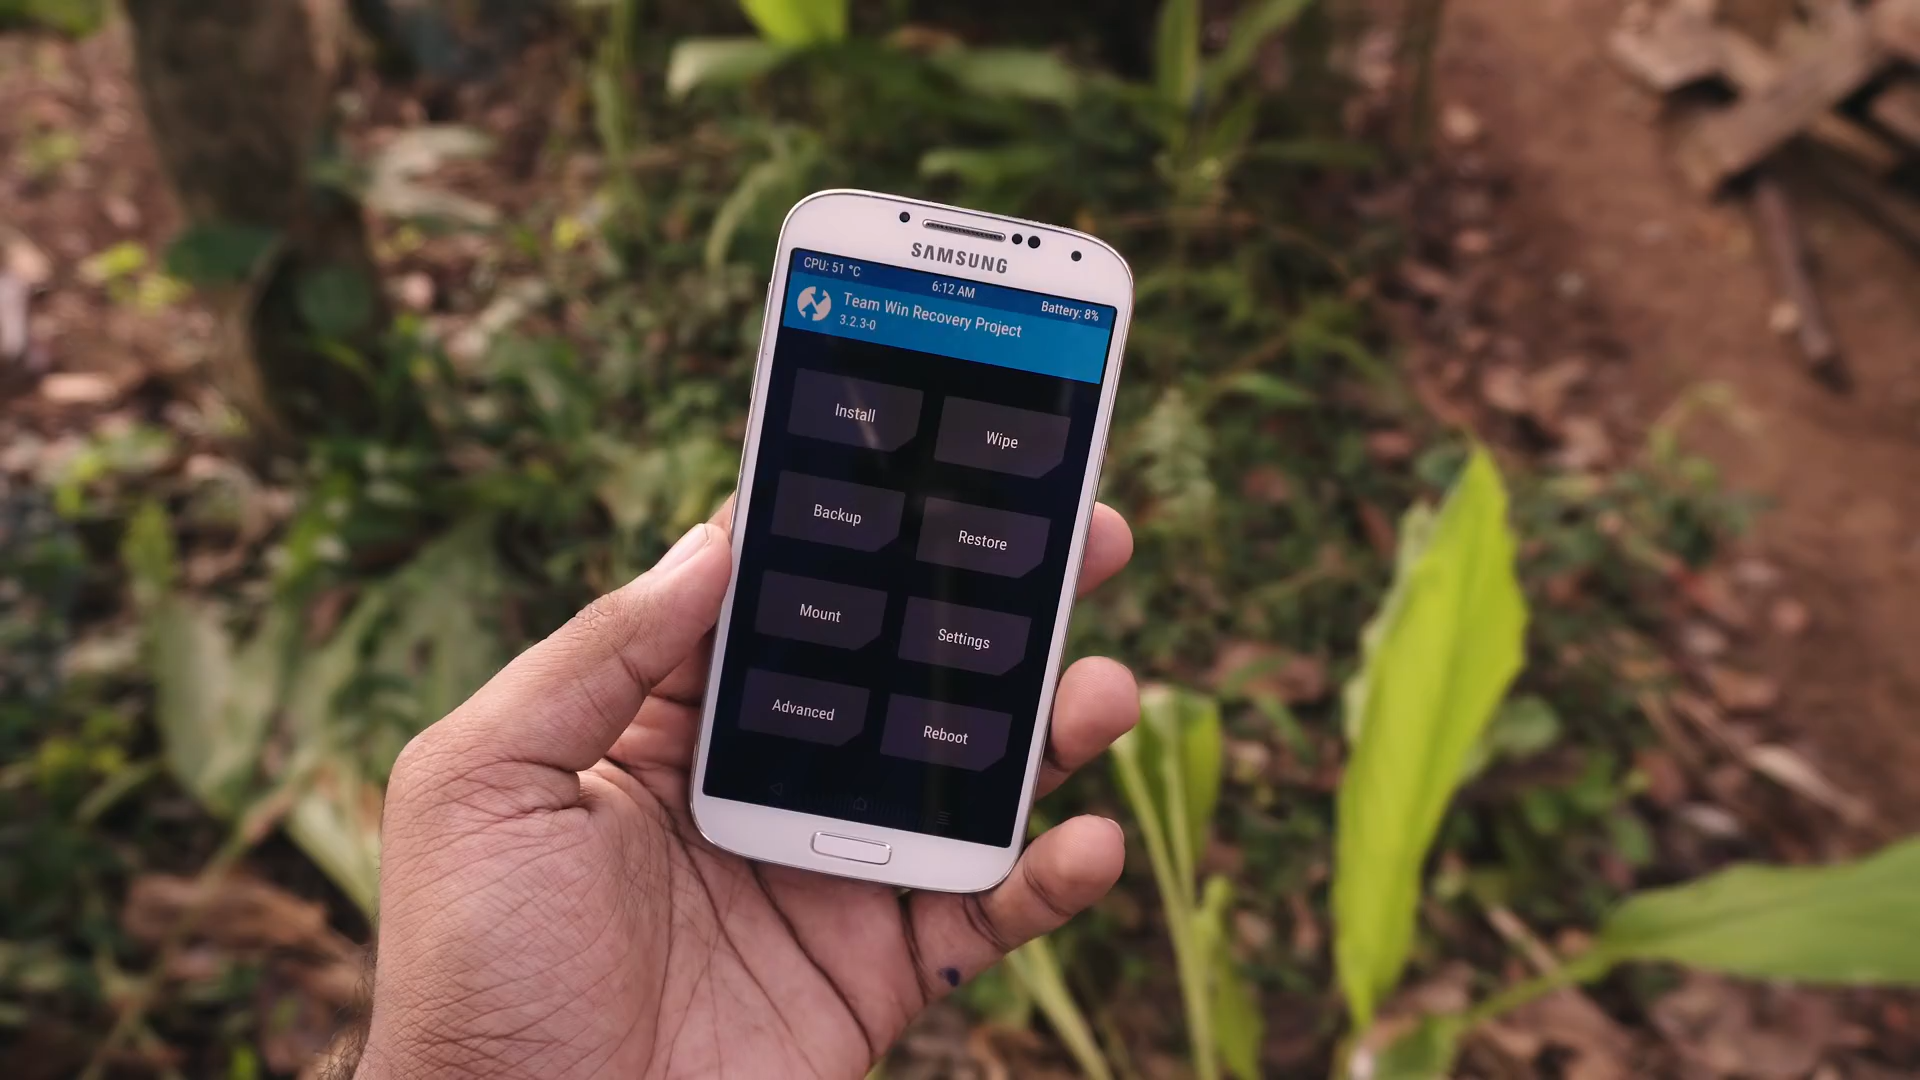 SAMSUNG
CPU: 51 °C
6:12 AM
Battery: 8%
Team Win Recovery Project
3.2.3-0
Install
Wipe
Backup
Restore
Mount
Settings
Advanced
Reboot